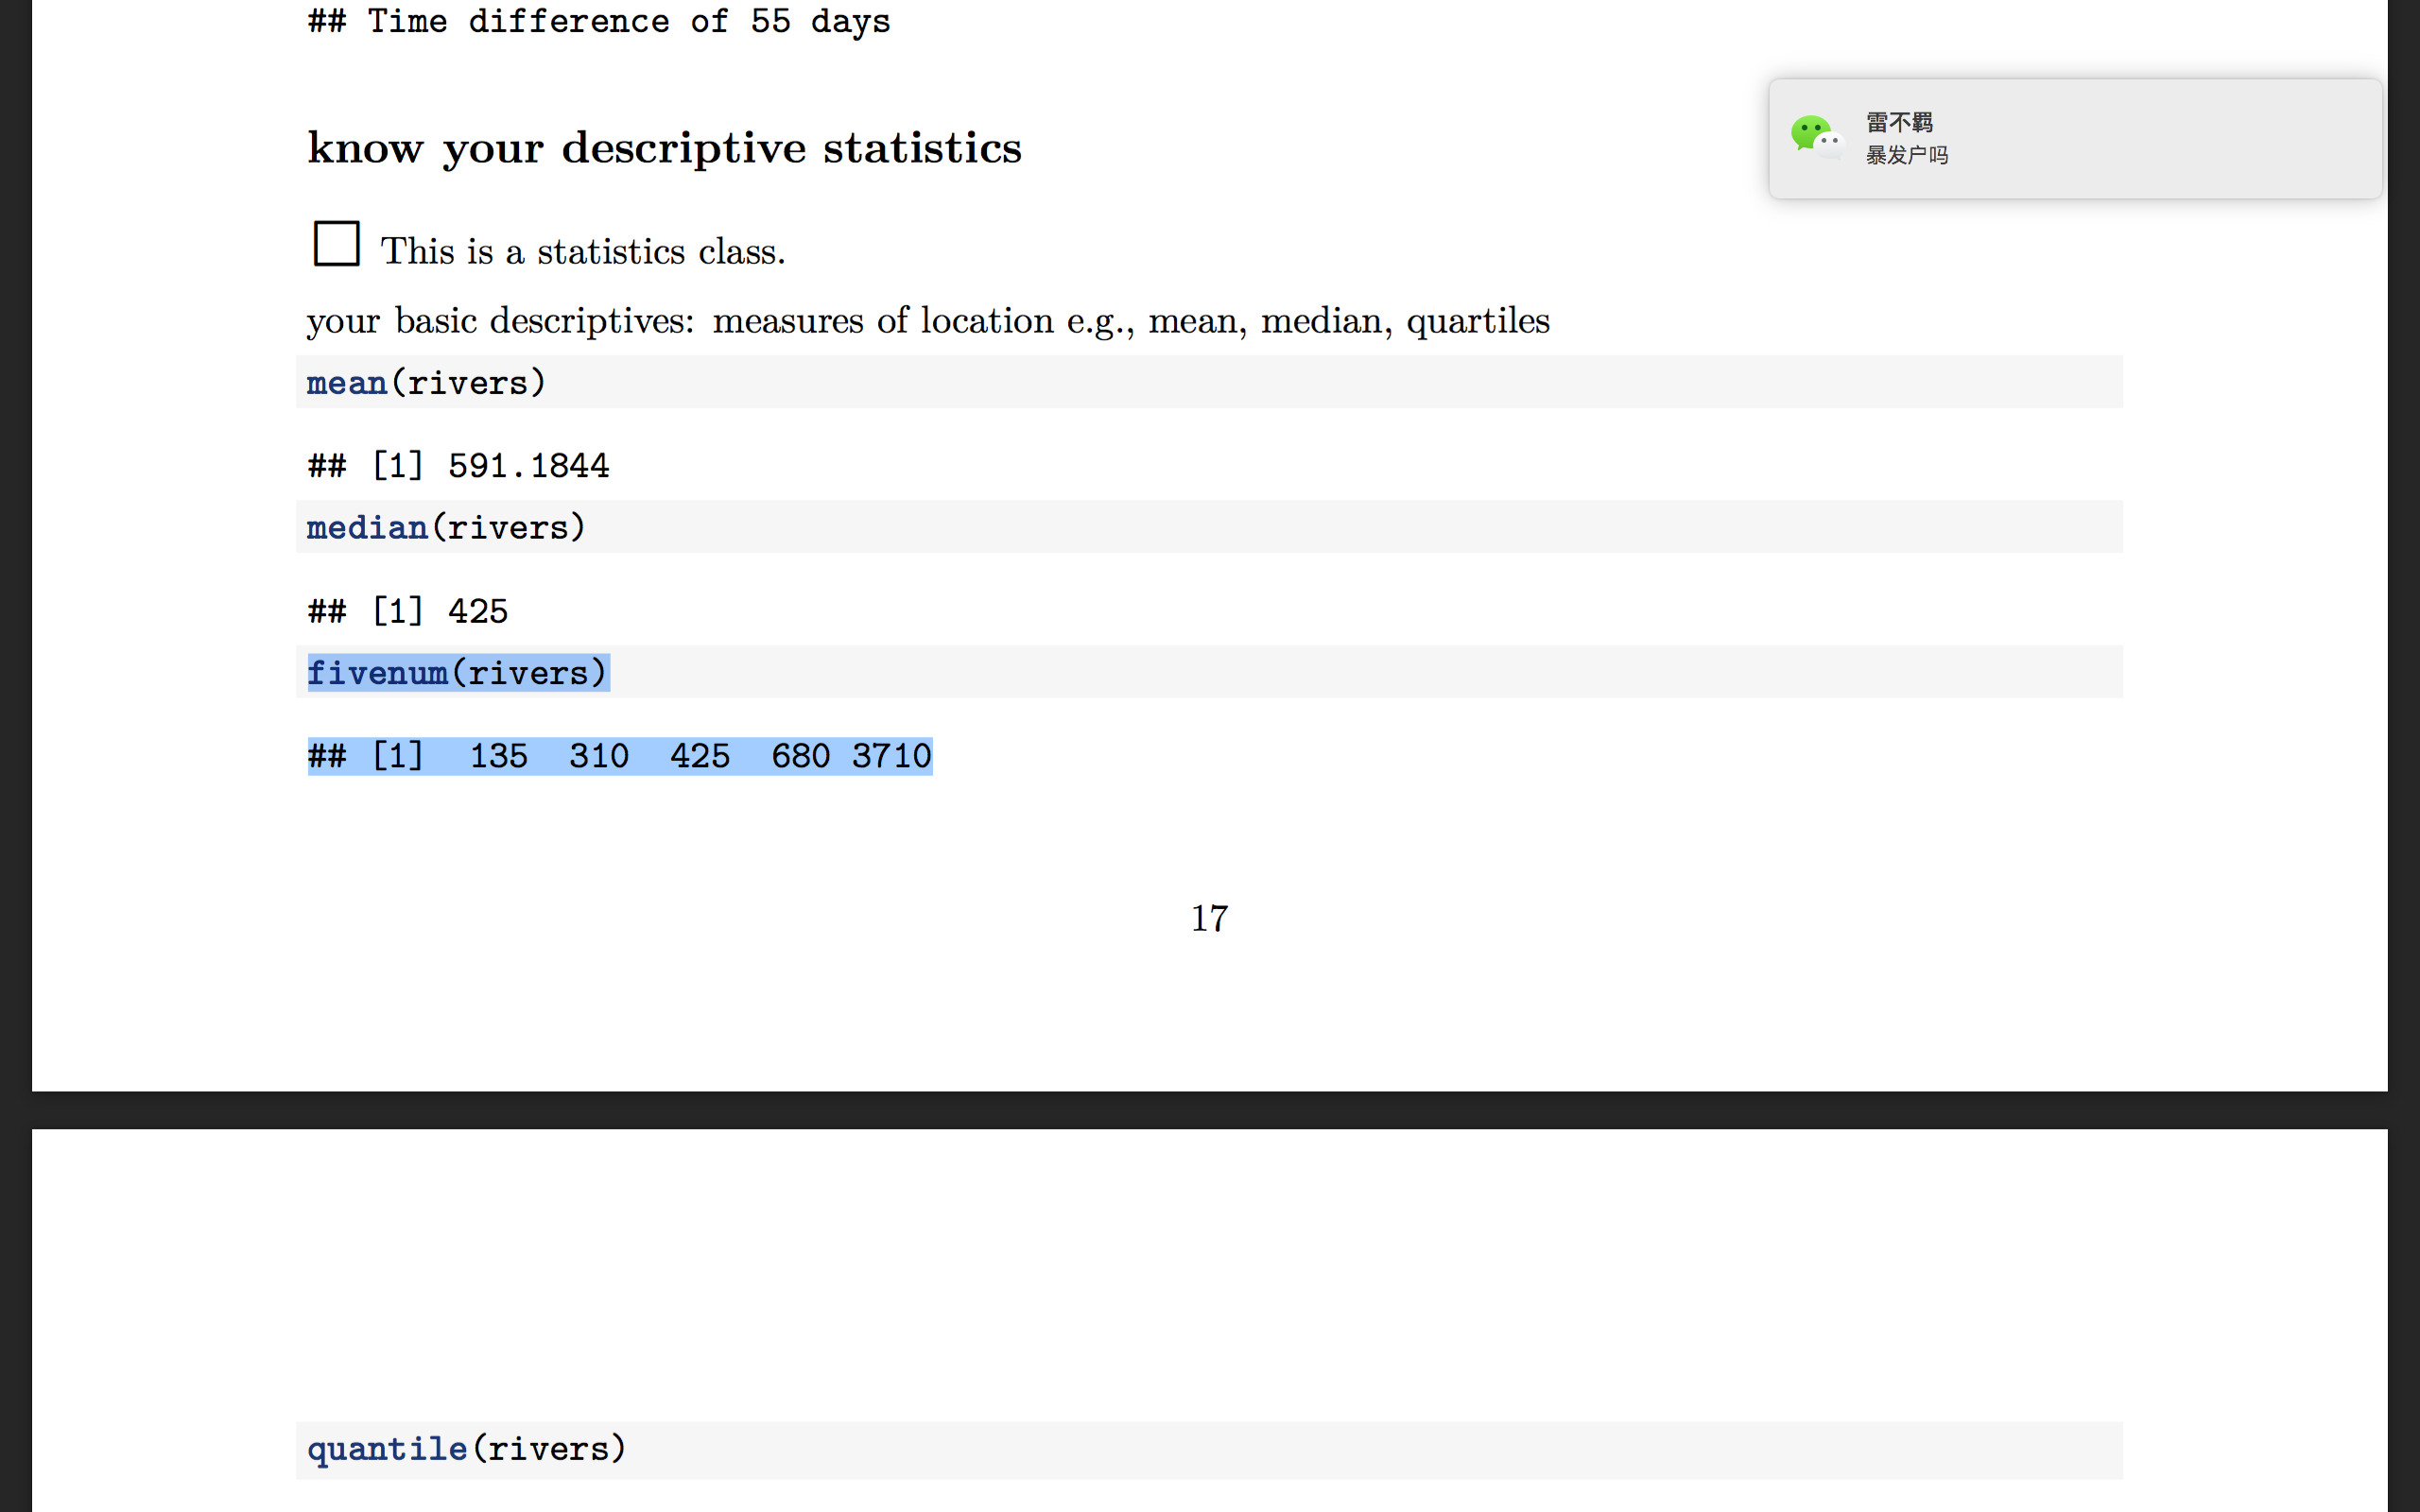 ## Time difference of 55 days
雷不羁
暴发户吗
know your descriptive statistics
This is a statistics class.
your basic descriptives: measures of location e.g., mean, median, quartiles
mean(rivers)
## [1] 591.1844
median(rivers)
## [1] 425
fivenum(rivers)
## [1]  135  310  425  680 3710
17
quantile(rivers)